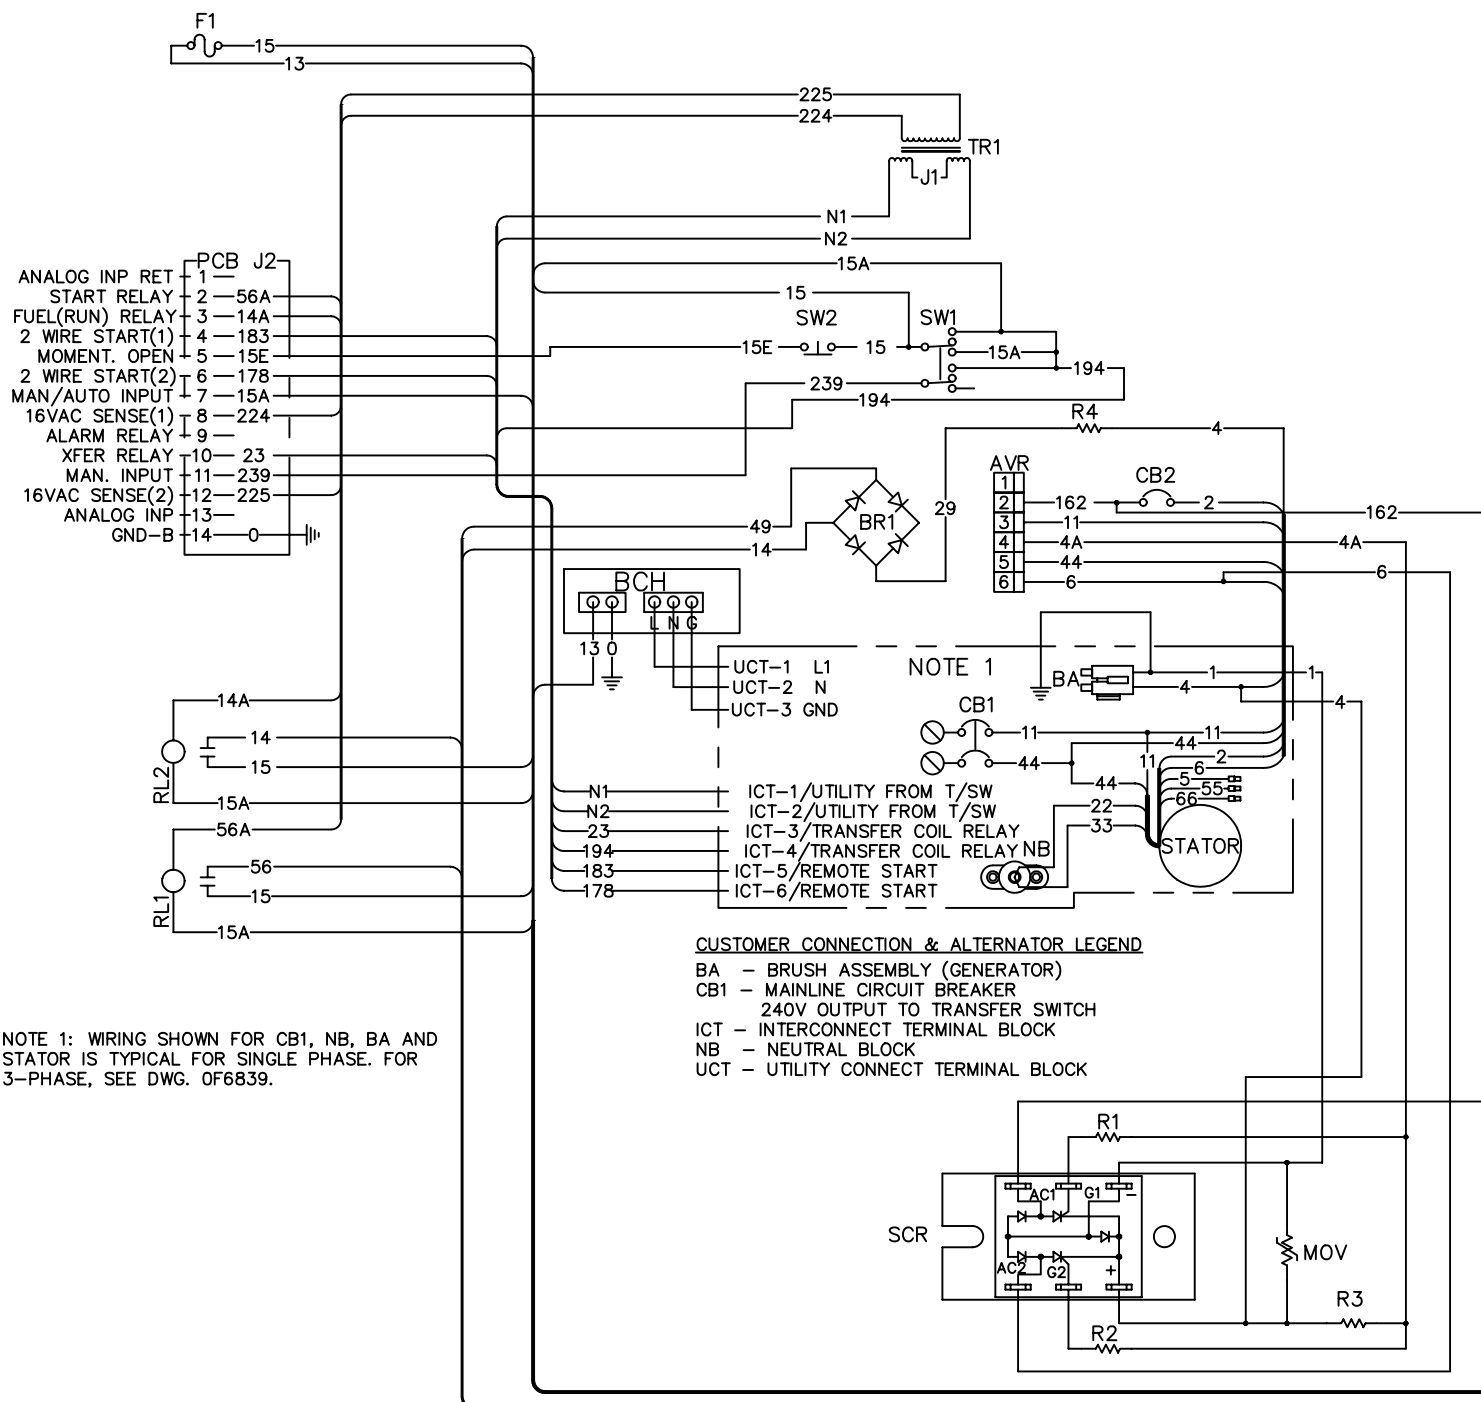 F1
15
13
225
224
TR1
J1
N1
N2
PCB J2
ANALOG INP RET 1
START RELAY 2 56A
FUEL(RUN) RELAY 3 14A
2 WIRE START(1) 4 183
MOMENT. OPEN 5 15E
2 WIRE START(2) 6 178
MAN/AUTO INPUT 7 15A
16VAC SENSE(1) 8 224
ALARM RELAY 9
XFER RELAY 10 23
MAN. INPUT 11 239
16VAC SENSE(2) 12 225
ANALOG INP 13
GND-B 14 0
15A
15
SW2 SW1
15E 15 15A
194
239
194
R4
4
AVR
1
2 162 CB2 2 162
3 11
4 4A 4A
5 44
6 6 6
49
14
BR1
29
BCH
L N G
13 0
UCT-1 L1
UCT-2 N
UCT-3 GND
NOTE 1
BA
1 1
4 4
CB1
11 11
44 44
11
44
2
6
5
55
66
22
33
STATOR
NB
14A
14
15
RL2
15A
56A
56
15
RL1
15A
N1 ICT-1/UTILITY FROM T/SW
N2 ICT-2/UTILITY FROM T/SW
23 ICT-3/TRANSFER COIL RELAY
194 ICT-4/TRANSFER COIL RELAY
183 ICT-5/REMOTE START
178 ICT-6/REMOTE START
CUSTOMER CONNECTION & ALTERNATOR LEGEND
BA - BRUSH ASSEMBLY (GENERATOR)
CB1 - MAINLINE CIRCUIT BREAKER
240V OUTPUT TO TRANSFER SWITCH
ICT - INTERCONNECT TERMINAL BLOCK
NB - NEUTRAL BLOCK
UCT - UTILITY CONNECT TERMINAL BLOCK
NOTE 1: WIRING SHOWN FOR CB1, NB, BA AND
STATOR IS TYPICAL FOR SINGLE PHASE. FOR
3-PHASE, SEE DWG. 0F6839.
R1
AC1 G1 -
SCR
AC2 G2 +
MOV
R3
R2